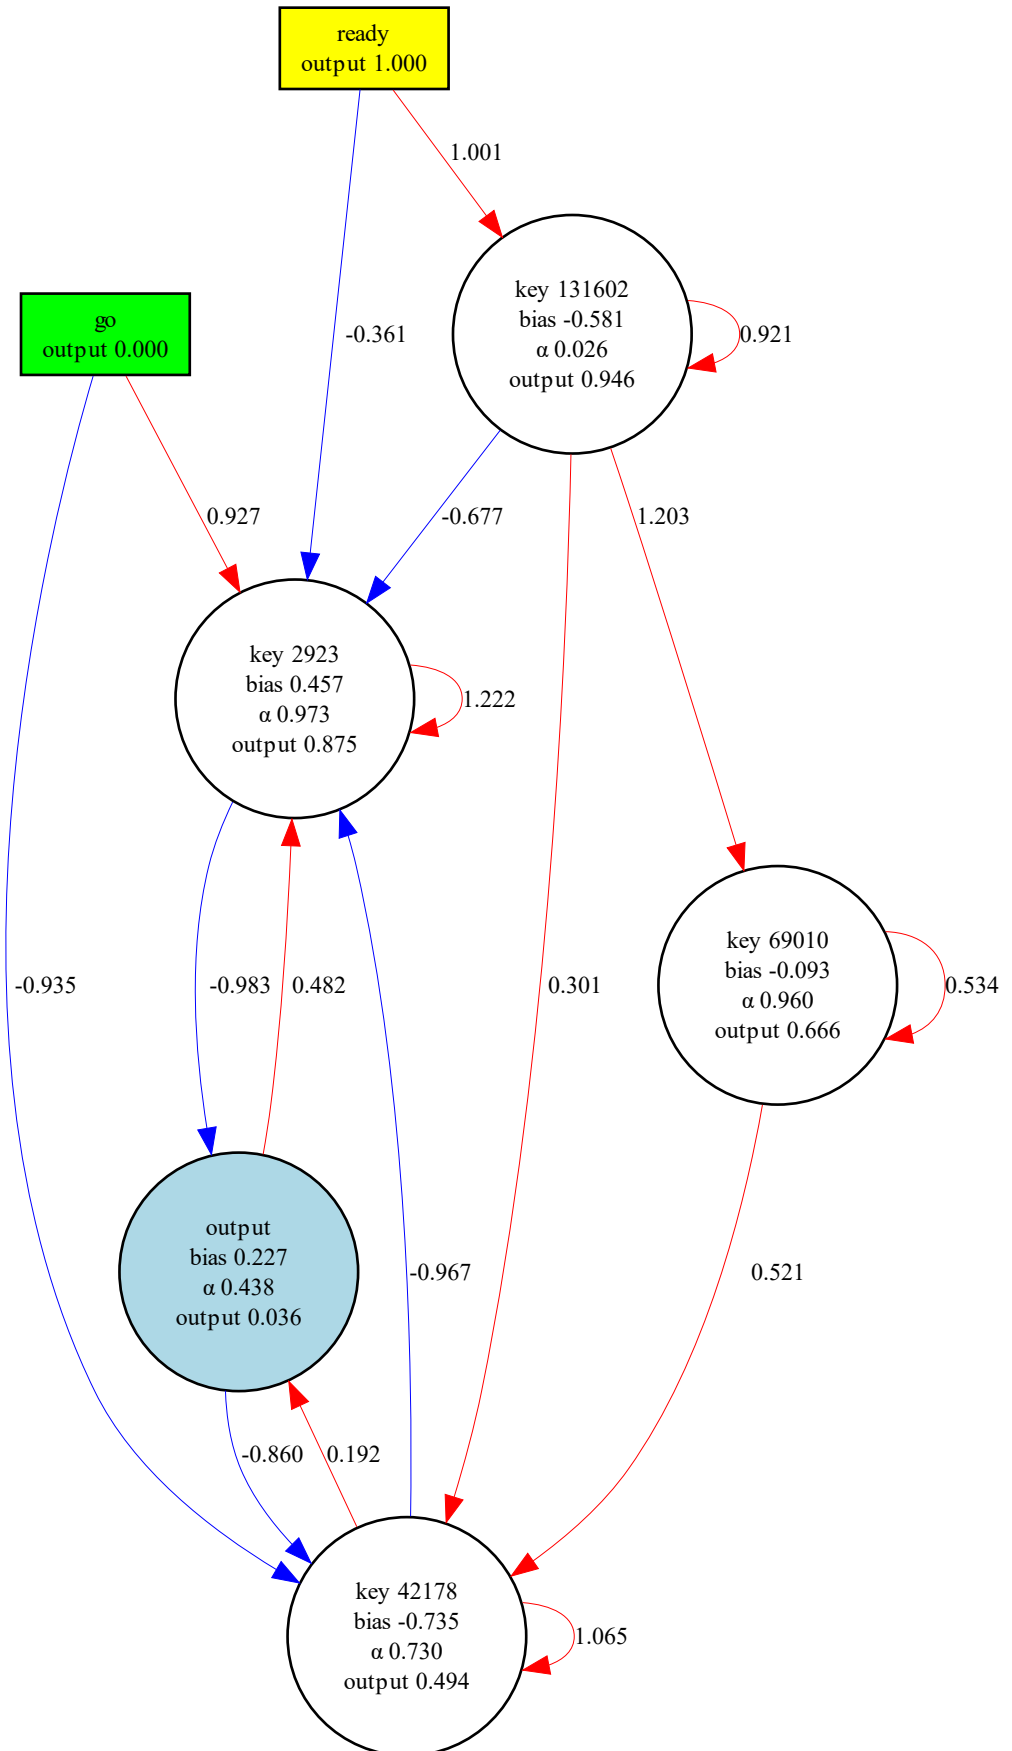 ready
output 1.000
1.001
key 131602
bias -0.581
α 0.026
output 0.946
0.921
go
output 0.000
-0.361
0.927
-0.677
1.203
key 2923
bias 0.457
α 0.973
output 0.875
1.222
key 69010
bias -0.093
α 0.960
output 0.666
0.534
-0.935
-0.983
0.482
0.301
output
bias 0.227
α 0.438
output 0.036
-0.967
0.521
-0.860
0.192
key 42178
bias -0.735
α 0.730
output 0.494
1.065